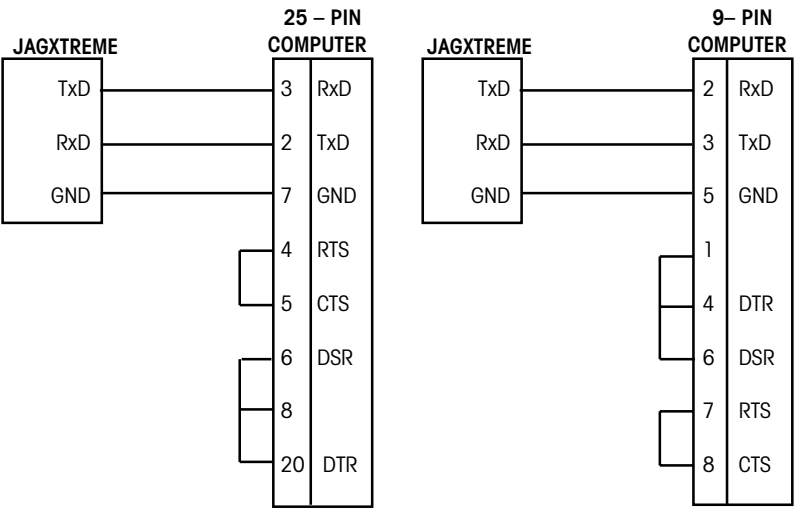 25 – PIN
JAGXTREME COMPUTER
TxD 3 RxD
RxD 2 TxD
GND 7 GND
4 RTS
5 CTS
6 DSR
8
20 DTR
9– PIN
JAGXTREME COMPUTER
TxD 2 RxD
RxD 3 TxD
GND 5 GND
1
4 DTR
6 DSR
7 RTS
8 CTS